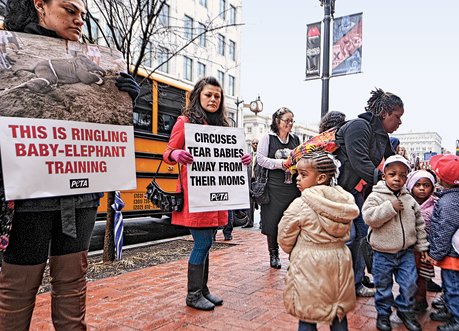 THIS IS RINGLING
BABY-ELEPHANT
TRAINING
PETA
CIRCUSES
TEAR BABIES
AWAY FROM
THEIR MOMS
PETA